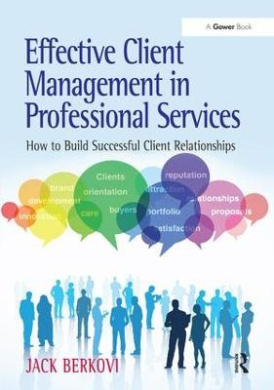 A Gower Book
Effective Client
Management in
Professional Services
How to Build Successful Client Relationships
Clients
reputation
brand
orientation
attraction
relationships
development
innovation
care
buyers
portfolio
proposals
satisfaction
JACK BERKOVI
R